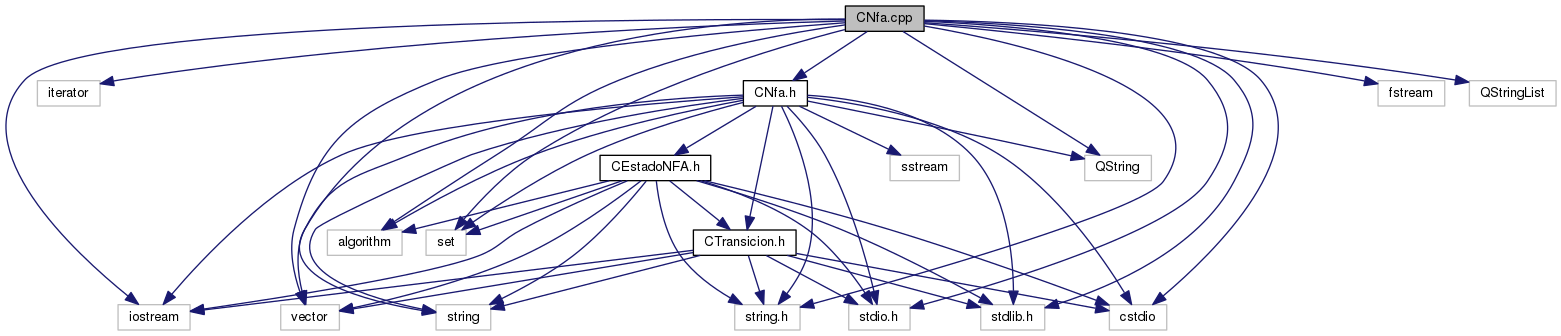 CNfa.cpp
iterator
CNfa.h
fstream
QStringList
CEstadoNFA.h
sstream
QString
algorithm
set
CTransicion.h
iostream
vector
string
string.h
stdio.h
stdlib.h
cstdio